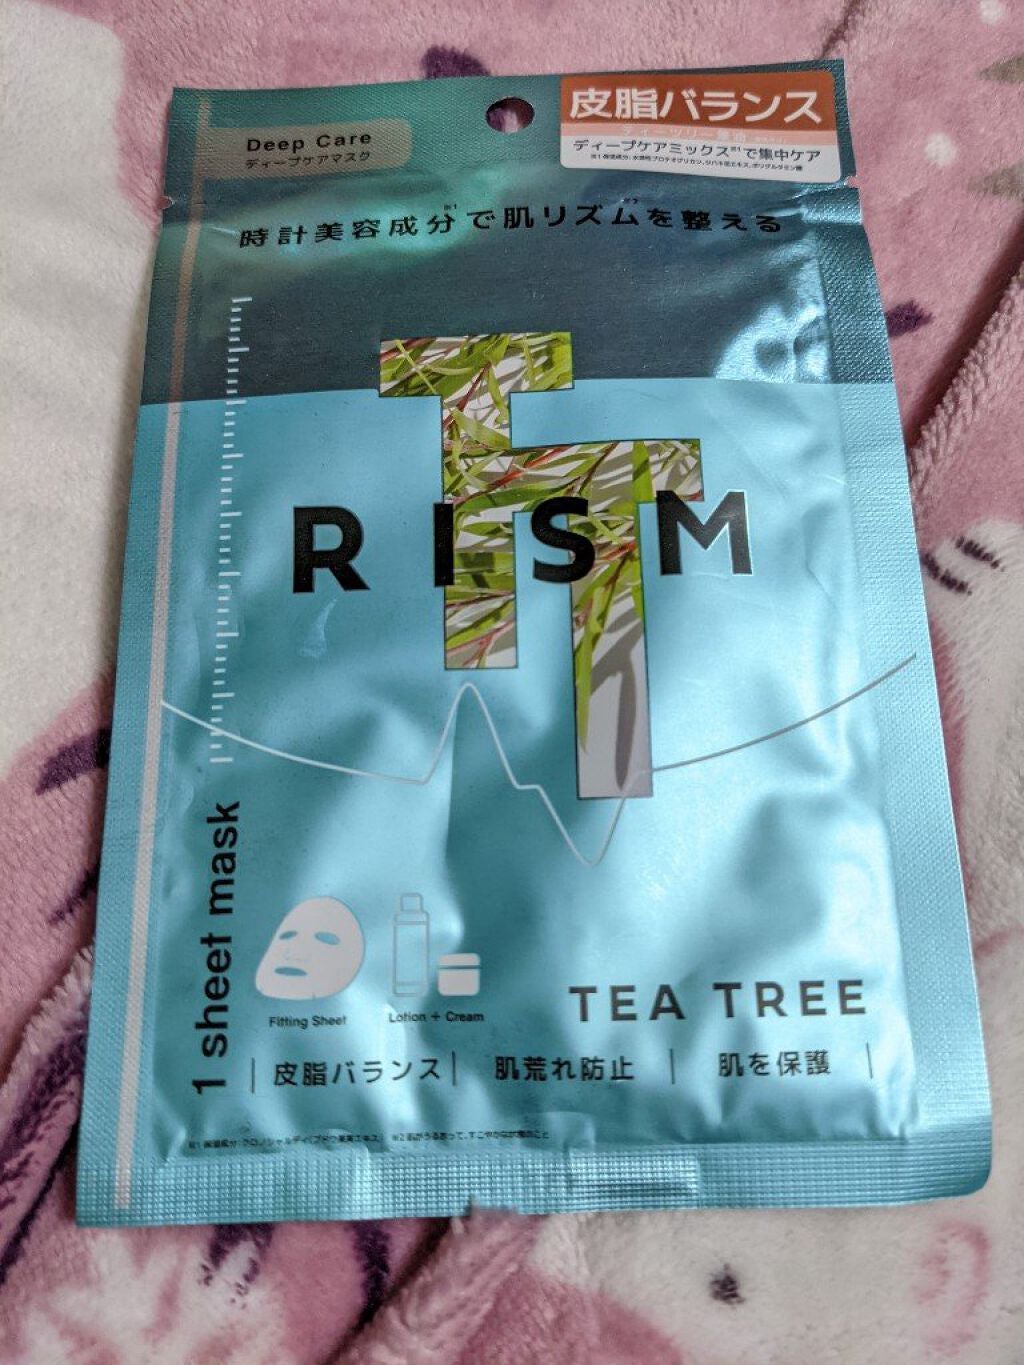 Deep Care
ディープケアマスク
皮脂バランス
ディープケアミックス※1で集中ケア
時計美容成分※1で肌リズム※2を整える
RISM
1 sheet mask
Fitting Sheet
Lotion + Cream
TEA TREE
皮脂バランス
肌荒れ防止
肌を保護